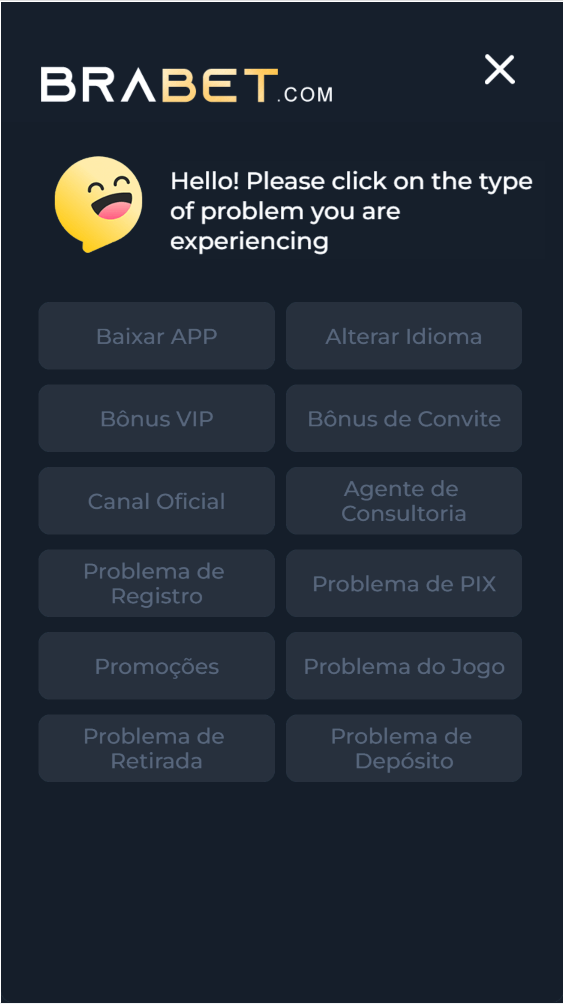 BRABET.COM
Hello! Please click on the type
of problem you are
experiencing
Baixar APP
Alterar Idioma
Bônus VIP
Bônus de Convite
Canal Oficial
Agente de
Consultoria
Problema de
Registro
Problema de PIX
Promoções
Problema do Jogo
Problema de
Retirada
Problema de
Depósito